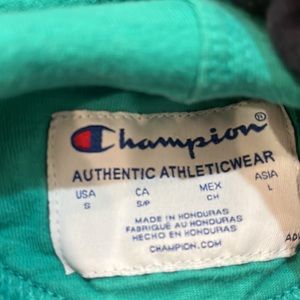 Champion
AUTHENTIC ATHLETICWEAR
USA CA MEX ASIA
S S/P CH L
MADE IN HONDURAS
FABRIQUÉ AU HONDURAS
HECHO EN HONDURAS
CHAMPION.COM